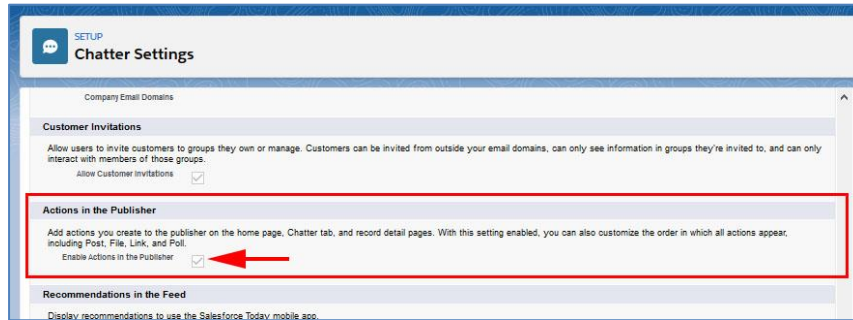 SETUP
Chatter Settings
Company Email Domains
Customer Invitations
Allow users to invite customers to groups they own or manage. Customers can be invited from outside your email domains, can only see information in groups they're invited to, and can only
interact with members of those groups.
Allow Customer Invitations
Actions in the Publisher
Add actions you create to the publisher on the home page, Chatter tab, and record detail pages. With this setting enabled, you can also customize the order in which all actions appear,
including Post, File, Link, and Poll.
Enable Actions in the Publisher
Recommendations in the Feed
Display recommendations to use the Salesforce Today mobile app.